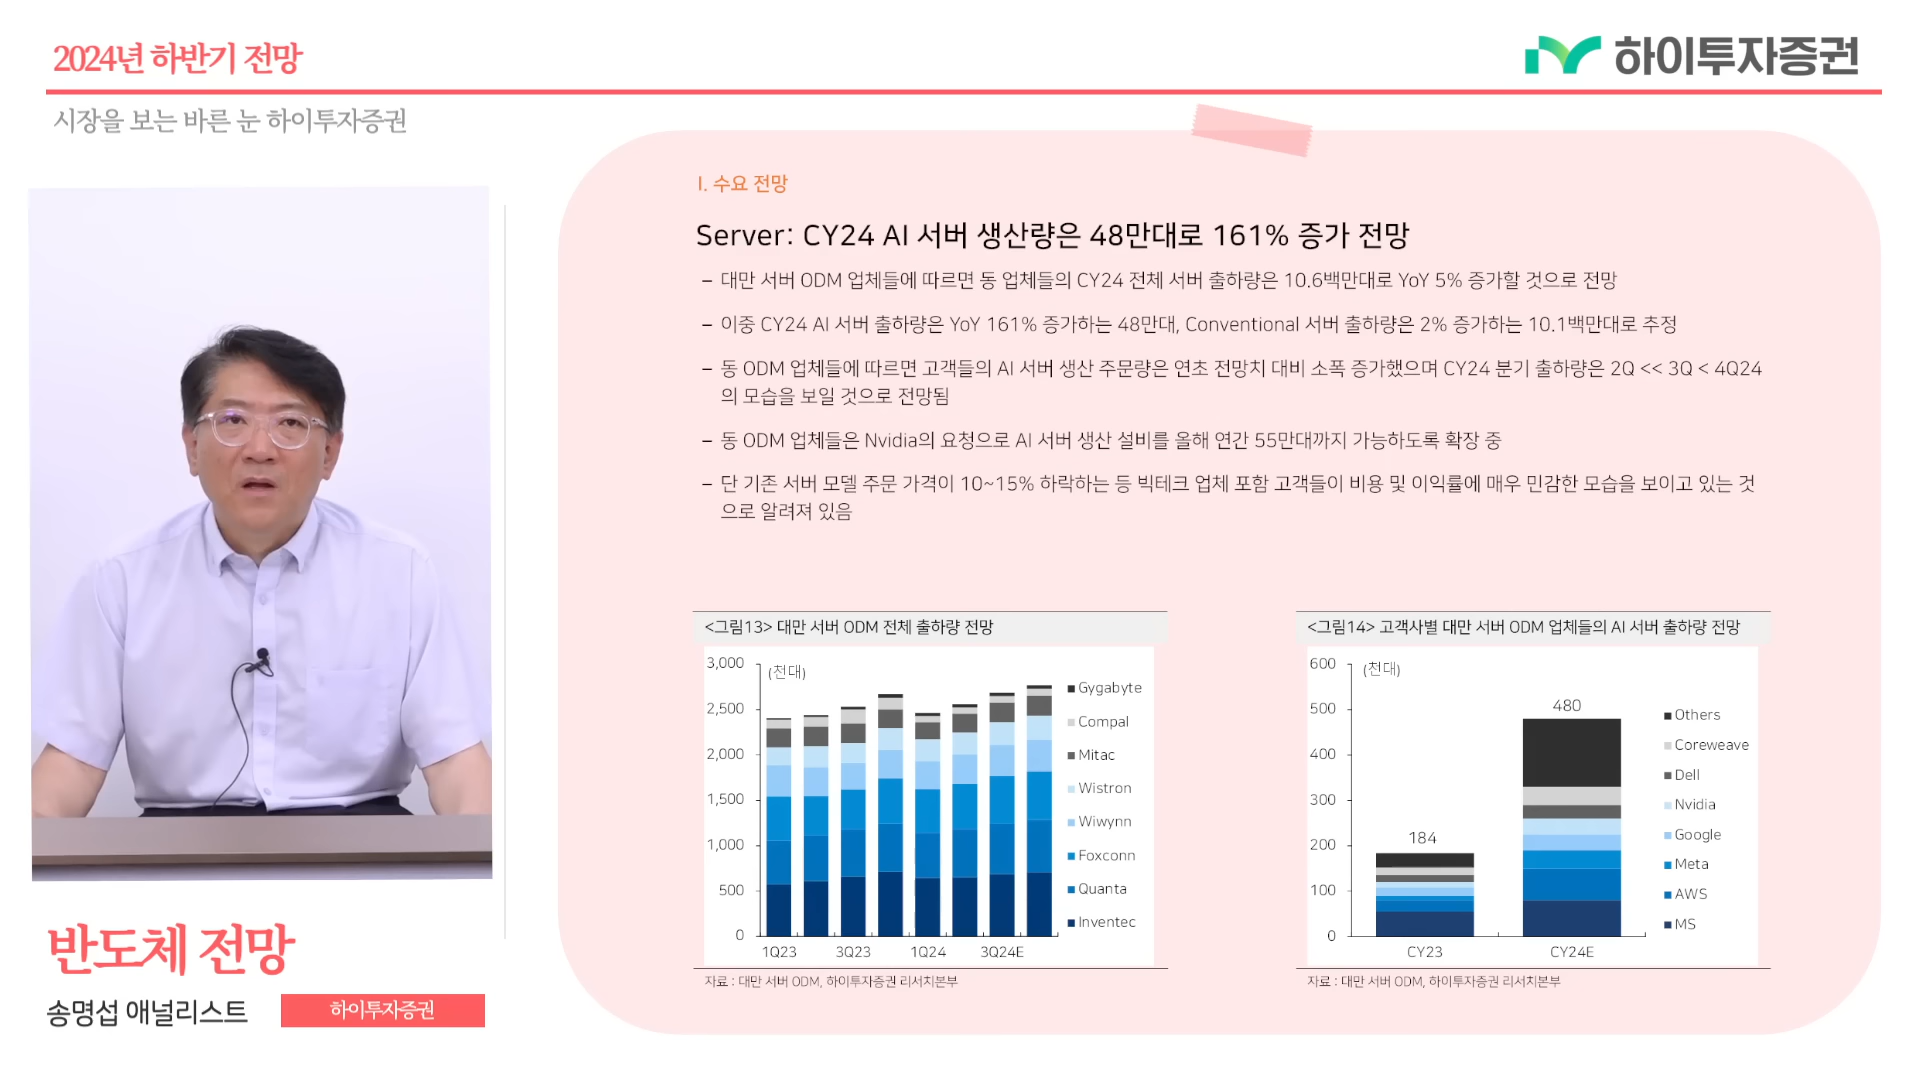 2024년 하반기 전망
하이투자증권
시장을 보는 바른 눈 하이투자증권
I. 수요 전망
Server: CY24 AI 서버 생산량은 48만대로 161% 증가 전망
– 대만 서버 ODM 업체들에 따르면 동 업체들의 CY24 전체 서버 출하량은 10.6백만대로 YoY 5% 증가할 것으로 전망
– 이중 CY24 AI 서버 출하량은 YoY 161% 증가하는 48만대, Conventional 서버 출하량은 2% 증가하는 10.1백만대로 추정
– 동 ODM 업체들에 따르면 고객들의 AI 서버 생산 주문량은 연초 전망치 대비 소폭 증가했으며 CY24 분기 출하량은 2Q << 3Q < 4Q24
의 모습을 보일 것으로 전망됨
– 동 ODM 업체들은 Nvidia의 요청으로 AI 서버 생산 설비를 올해 연간 55만대까지 가능하도록 확장 중
– 단 기존 서버 모델 주문 가격이 10~15% 하락하는 등 빅테크 업체 포함 고객들이 비용 및 이익률에 매우 민감한 모습을 보이고 있는 것
으로 알려져 있음
<그림13> 대만 서버 ODM 전체 출하량 전망
3,000
(천대)
2,500
2,000
1,500
1,000
500
0
1Q23
3Q23
1Q24
3Q24E
Gygabyte
Compal
Mitac
Wistron
Wiwynn
Foxconn
Quanta
Inventec
자료 : 대만 서버 ODM, 하이투자증권 리서치본부
<그림14> 고객사별 대만 서버 ODM 업체들의 AI 서버 출하량 전망
600
(천대)
500
400
300
200
100
0
184
480
CY23
CY24E
Others
Coreweave
Dell
Nvidia
Google
Meta
AWS
MS
자료 : 대만 서버 ODM, 하이투자증권 리서치본부
반도체 전망
송명섭 애널리스트
하이투자증권